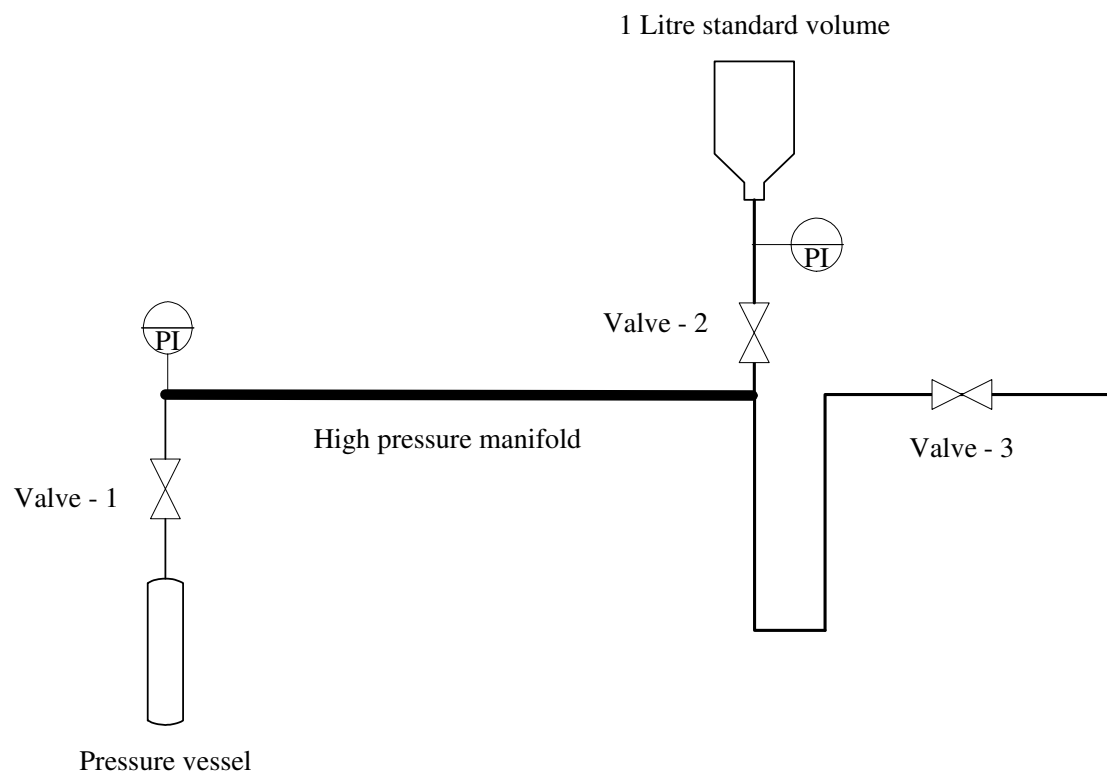 1 Litre standard volume
PI
Valve - 2
PI
High pressure manifold
Valve - 3
Valve - 1
Pressure vessel